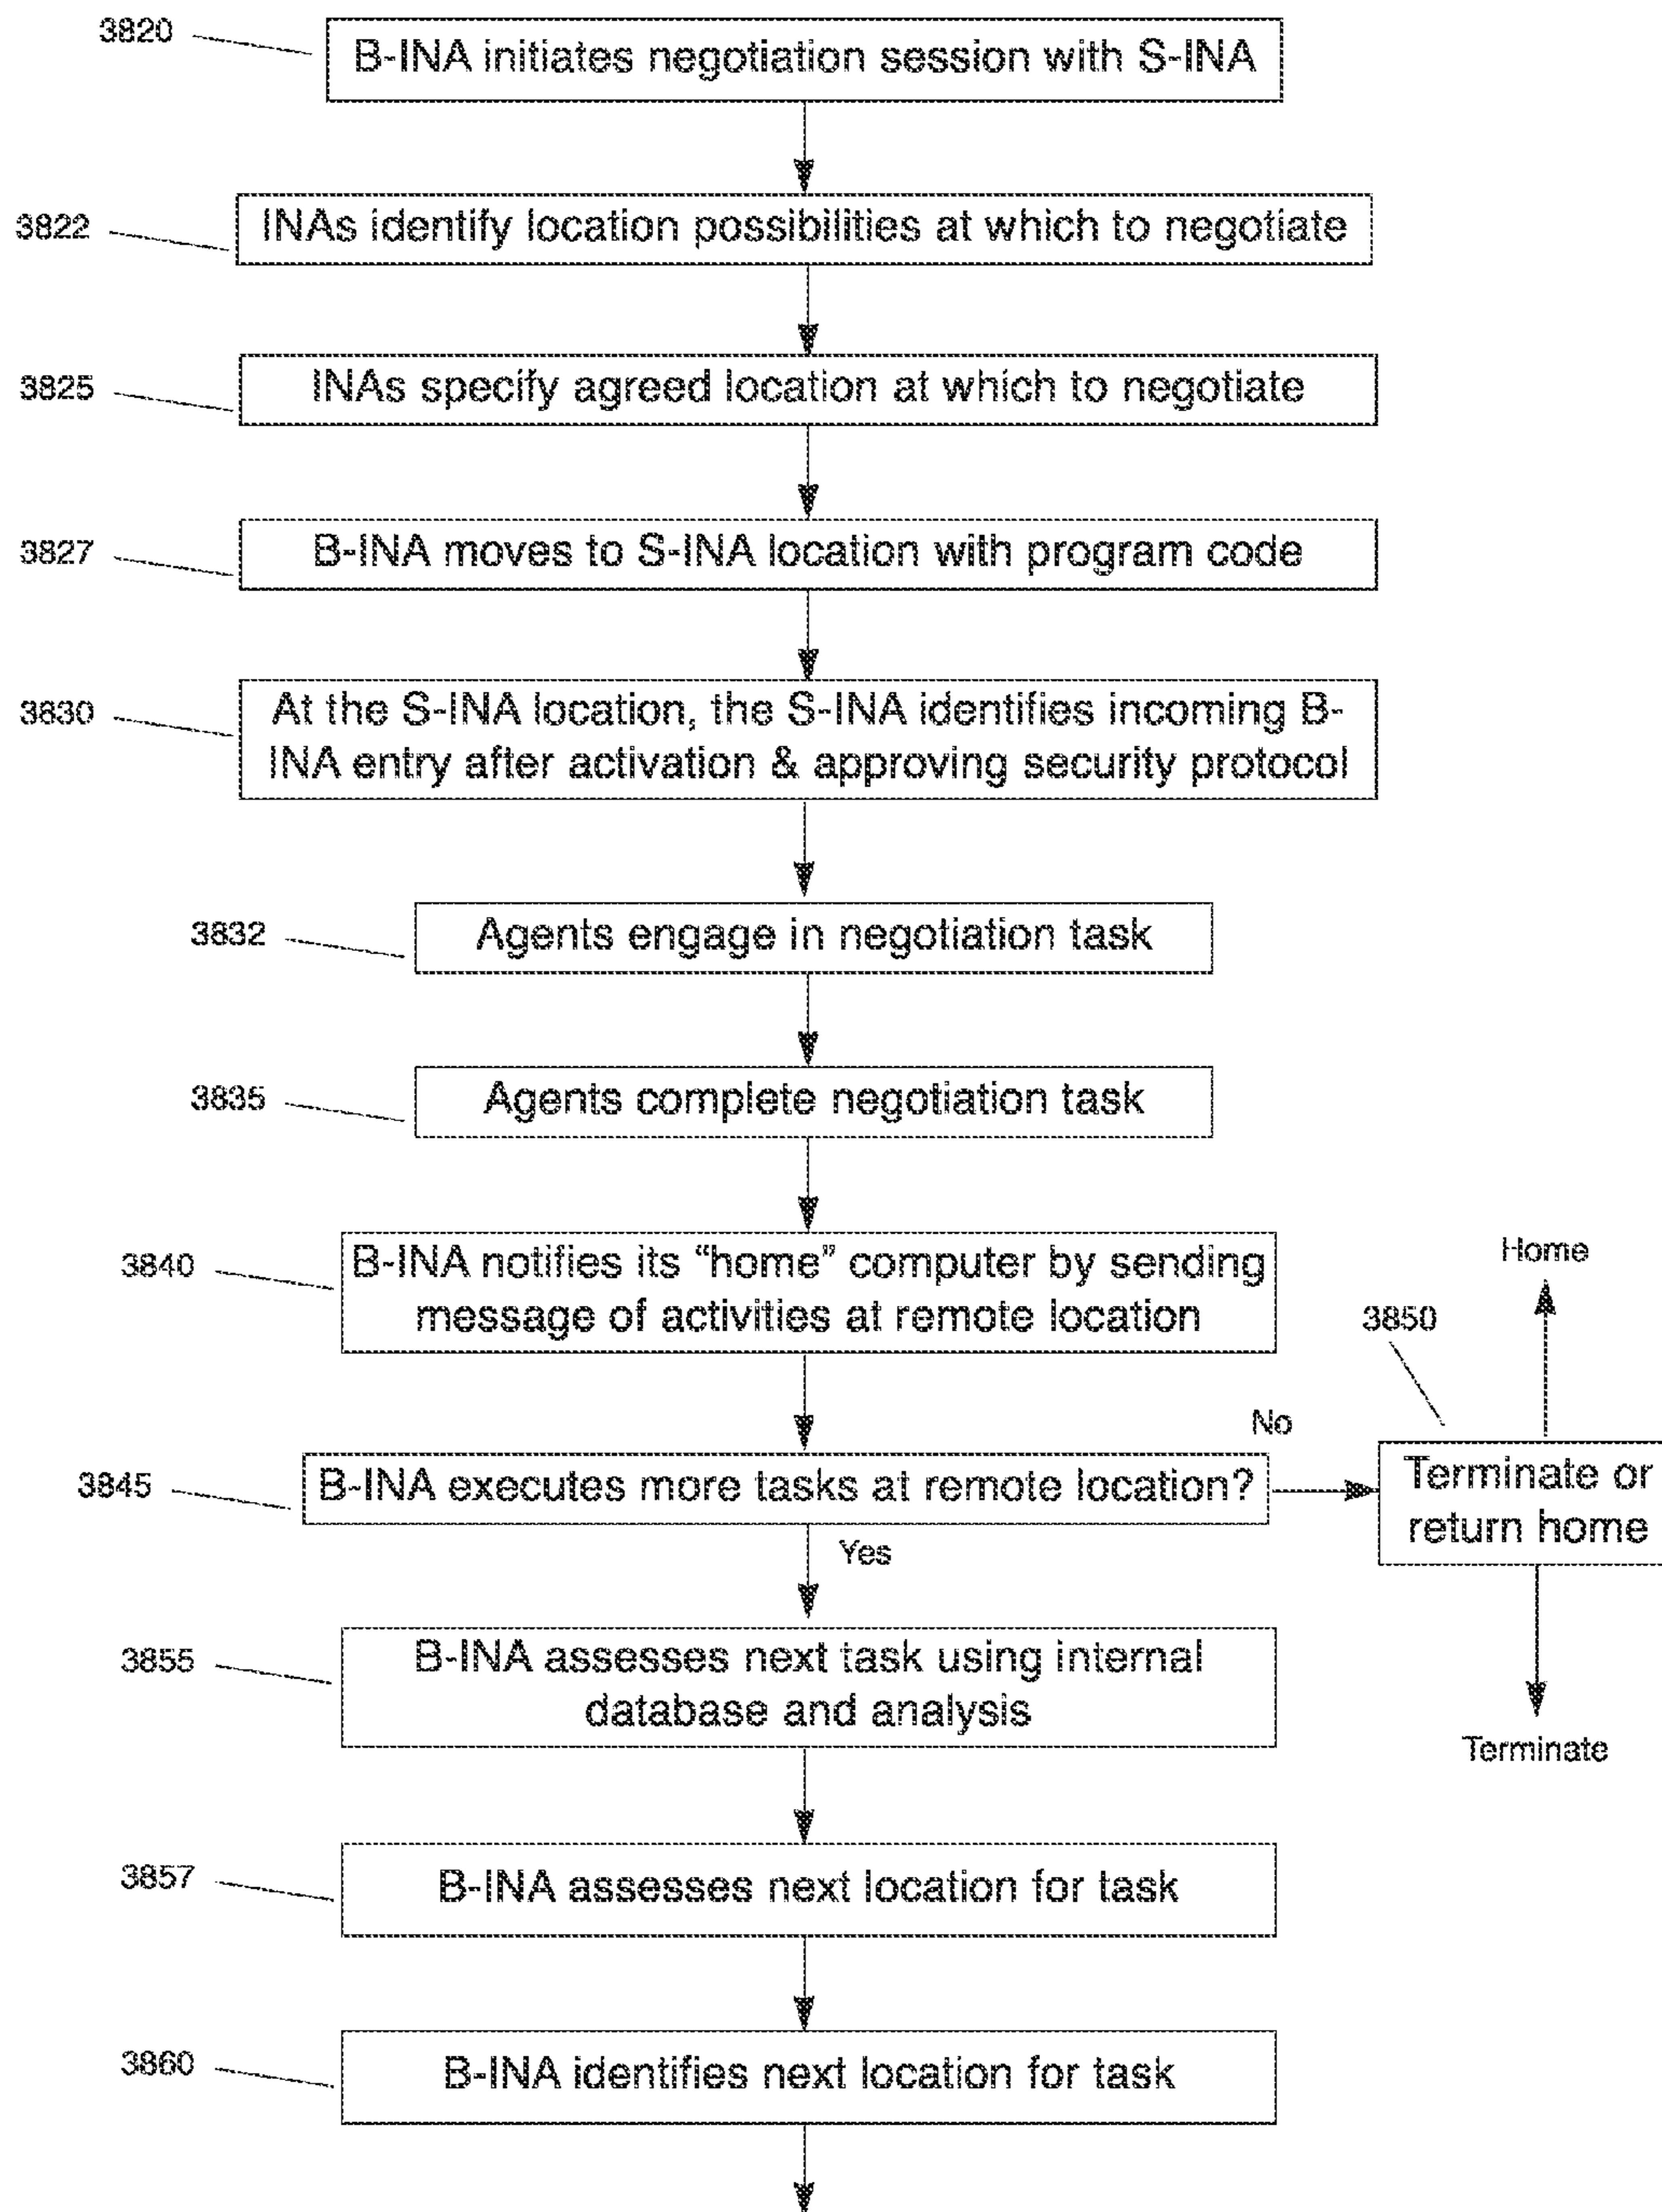 3820
B-INA initiates negotiation session with S-INA
3822
INAs identify location possibilities at which to negotiate
3825
INAs specify agreed location at which to negotiate
3827
B-INA moves to S-INA location with program code
3830
At the S-INA location, the S-INA identifies incoming B-
INA entry after activation & approving security protocol
3832
Agents engage in negotiation task
3835
Agents complete negotiation task
3840
B-INA notifies its “home” computer by sending
message of activities at remote location
Home
3850
No
3845
B-INA executes more tasks at remote location?
Terminate or
return home
Yes
Terminate
3855
B-INA assesses next task using internal
database and analysis
3857
B-INA assesses next location for task
3860
B-INA identifies next location for task